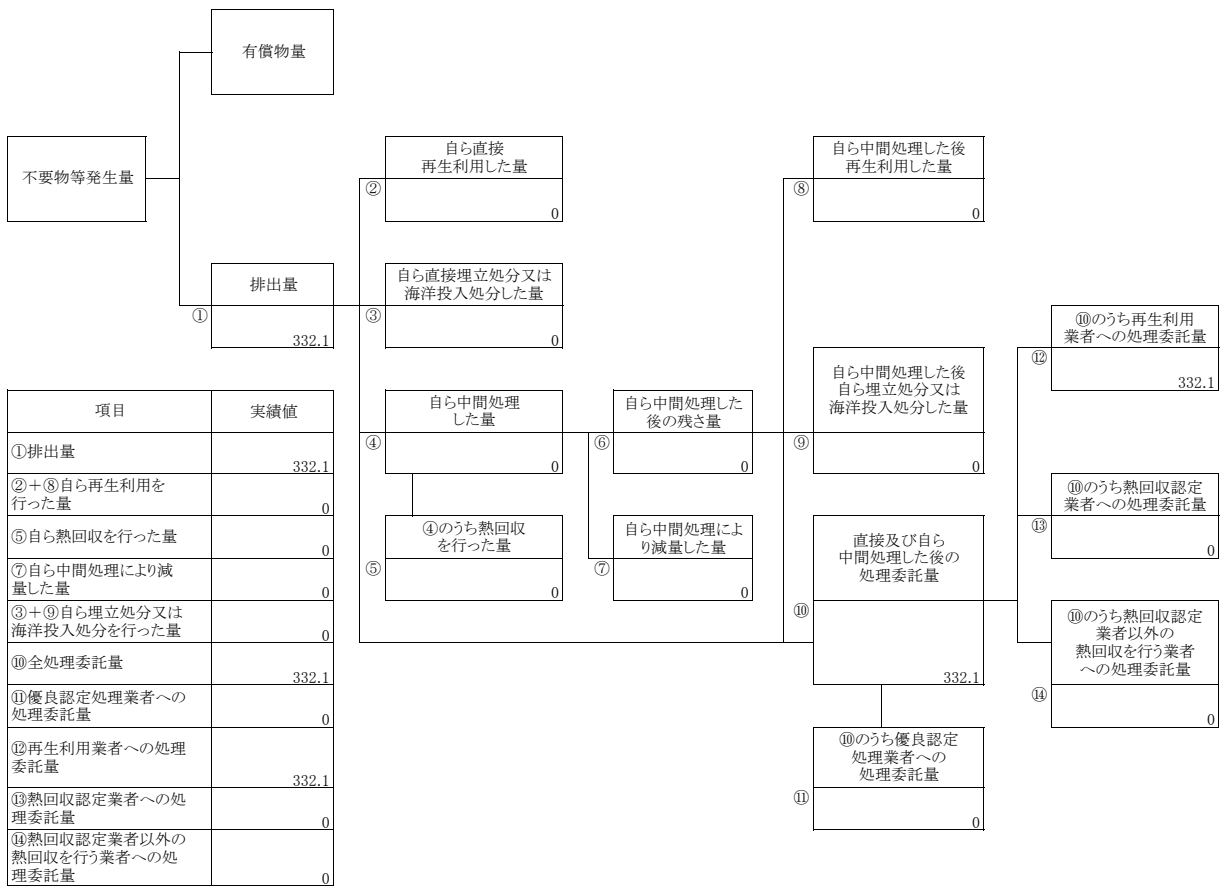 有償物量
不要物等発生量
自ら直接
再生利用した量
②
0
自ら中間処理した後
再生利用した量
⑧
0
排出量
①
332.1
自ら直接埋立処分又は
海洋投入処分した量
③
0
⑩のうち再生利用
業者への処理委託量
⑫
332.1
自ら中間処理
した量
④
0
自ら中間処理した
後の残さ量
⑥
0
自ら中間処理した後
自ら埋立処分又は
海洋投入処分した量
⑨
0
⑩のうち熱回収認定
業者への処理委託量
⑬
0
④のうち熱回収
を行った量
⑤
0
自ら中間処理によ
り減量した量
⑦
0
直接及び自ら
中間処理した後の
処理委託量
⑩
332.1
⑩のうち熱回収認定
業者以外の
熱回収を行う業者
への処理委託量
⑭
0
⑩のうち優良認定
処理業者への
処理委託量
⑪
0
項目 実績値
①排出量
332.1
②＋⑧自ら再生利用を
行った量
0
⑤自ら熱回収を行った量
0
⑦自ら中間処理により減
量した量
0
③＋⑨自ら埋立処分又は
海洋投入処分を行った量
0
⑩全処理委託量
332.1
⑪優良認定処理業者への
処理委託量
0
⑫再生利用業者への処理
委託量
332.1
⑬熱回収認定業者への処
理委託量
0
⑭熱回収認定業者以外の
熱回収を行う業者への処
理委託量
0